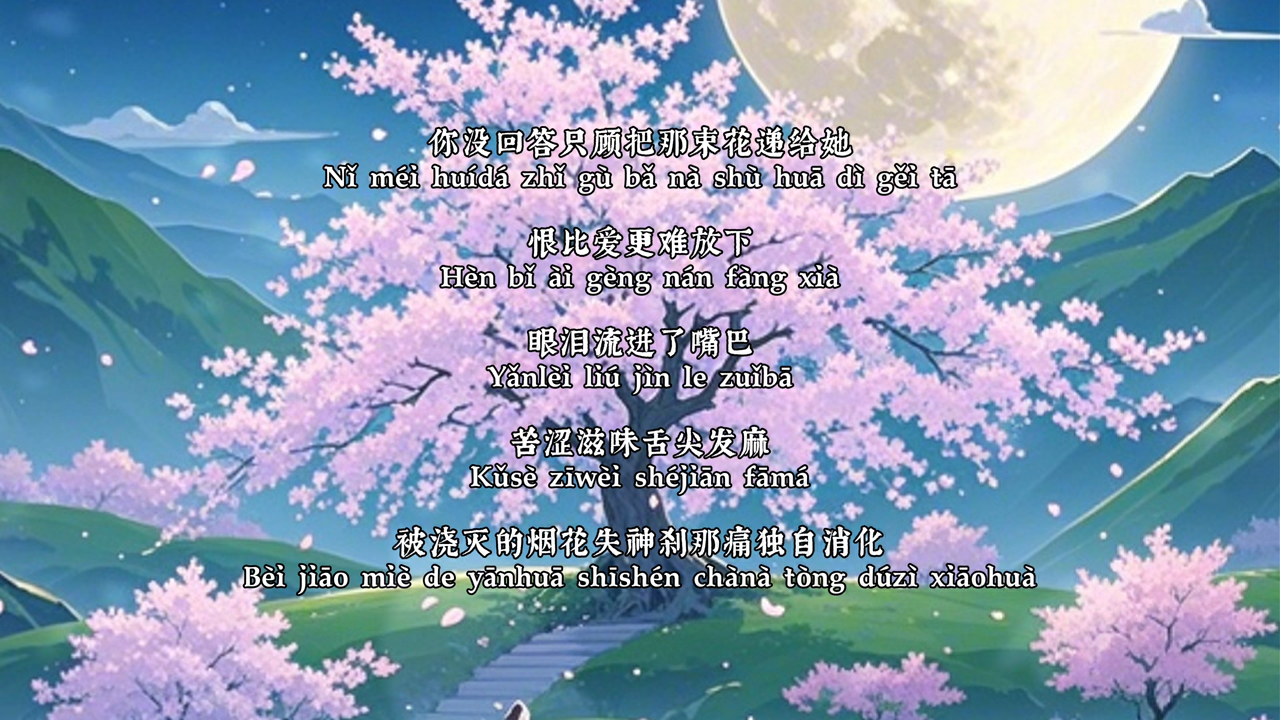 你没回答只顾把那束花递给她
Nǐ méi huídá zhǐ gù bǎ nà shù huā dì gěi tā
恨比爱更难放下
Hèn bǐ ài gèng nán fàng xià
眼泪流进了嘴巴
Yǎnlèi liú jìn le zuǐbā
苦涩滋味舌尖发麻
Kǔsè zīwèi shéjiān fāmá
被浇灭的烟花失神刹那痛独自消化
Bèi jiāo miè de yānhuā shīshén chànà tòng dúzì xiāohuà